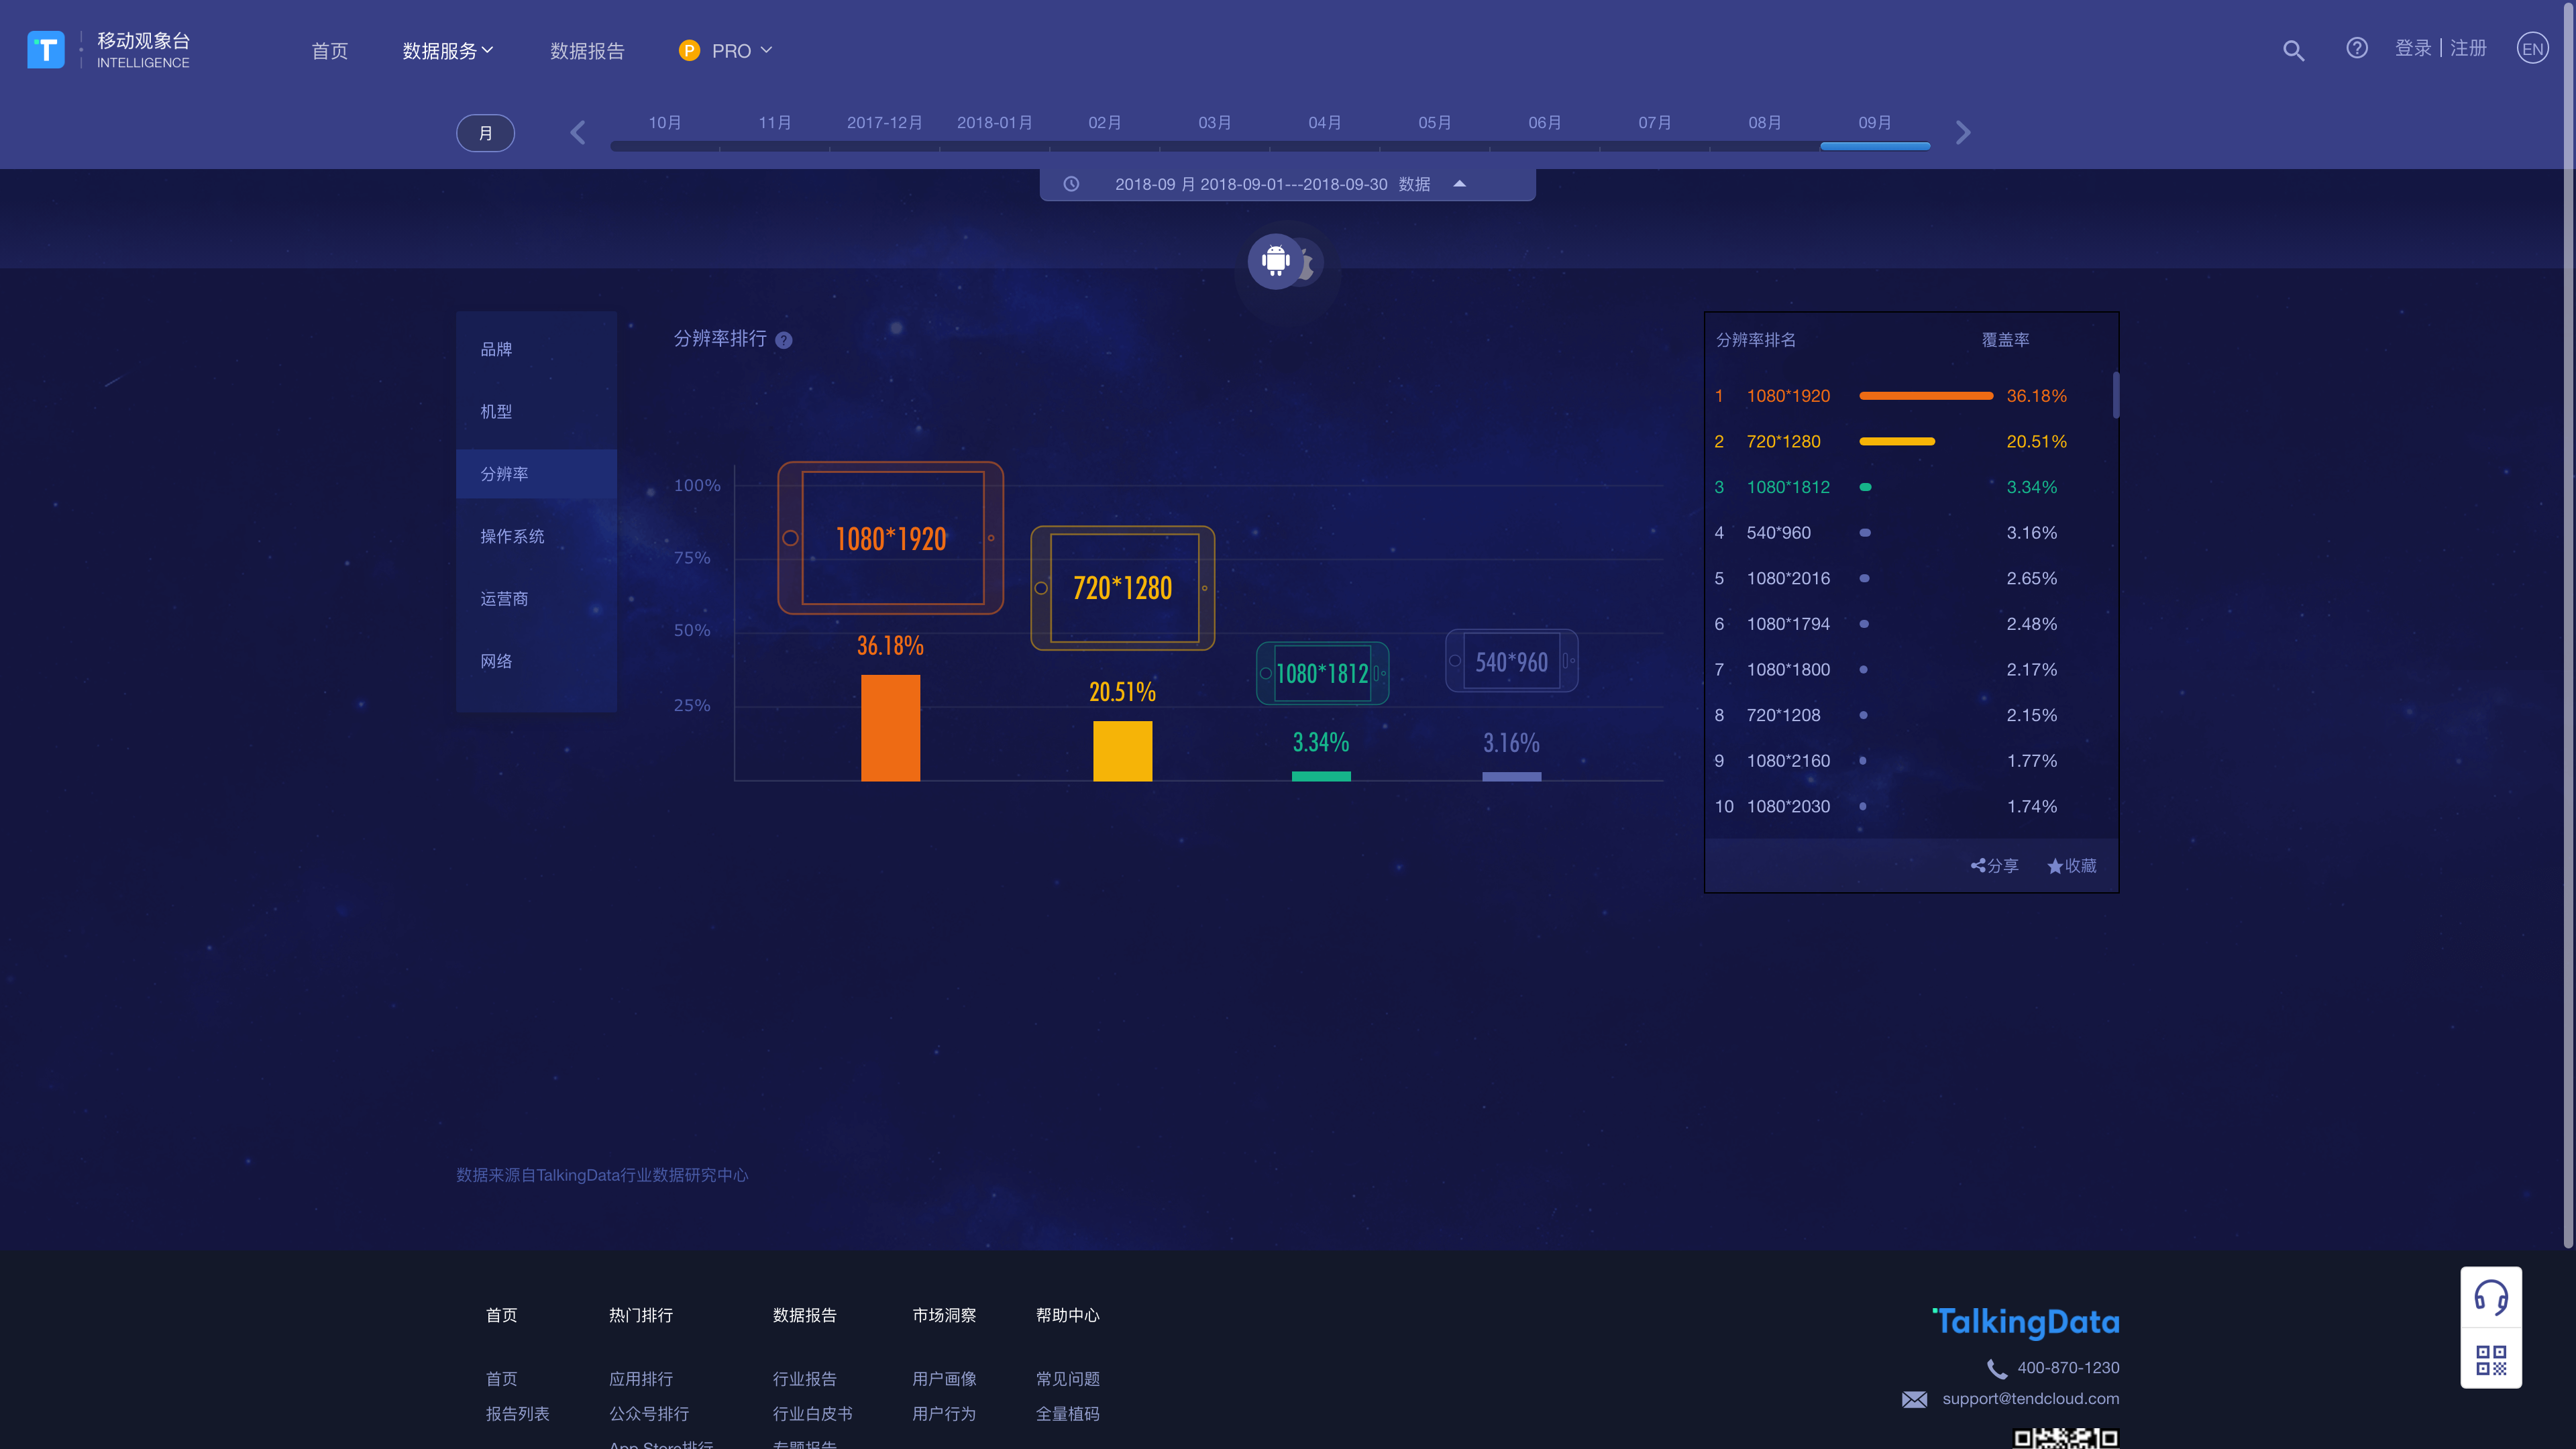 移动观象台
INTELLIGENCE
首页
数据服务
数据报告
P PRO
登录 | 注册
EN
月
10月
11月
2017-12月
2018-01月
02月
03月
04月
05月
06月
07月
08月
09月
2018-09 月 2018-09-01---2018-09-30 数据
品牌
机型
分辨率
操作系统
运营商
网络
分辨率排行 ?
100%
75%
50%
25%
1080*1920
36.18%
720*1280
20.51%
1080*1812
3.34%
540*960
3.16%
分辨率排名 覆盖率
1 1080*1920 36.18%
2 720*1280 20.51%
3 1080*1812 3.34%
4 540*960 3.16%
5 1080*2016 2.65%
6 1080*1794 2.48%
7 1080*1800 2.17%
8 720*1208 2.15%
9 1080*2160 1.77%
10 1080*2030 1.74%
分享 收藏
数据来源自TalkingData行业数据研究中心
首页 热门排行 数据报告 市场洞察 帮助中心
首页 应用排行 行业报告 用户画像 常见问题
报告列表 公众号排行 行业白皮书 用户行为 全量植码
App Store排行 专题报告
TalkingData
400-870-1230
support@tendcloud.com